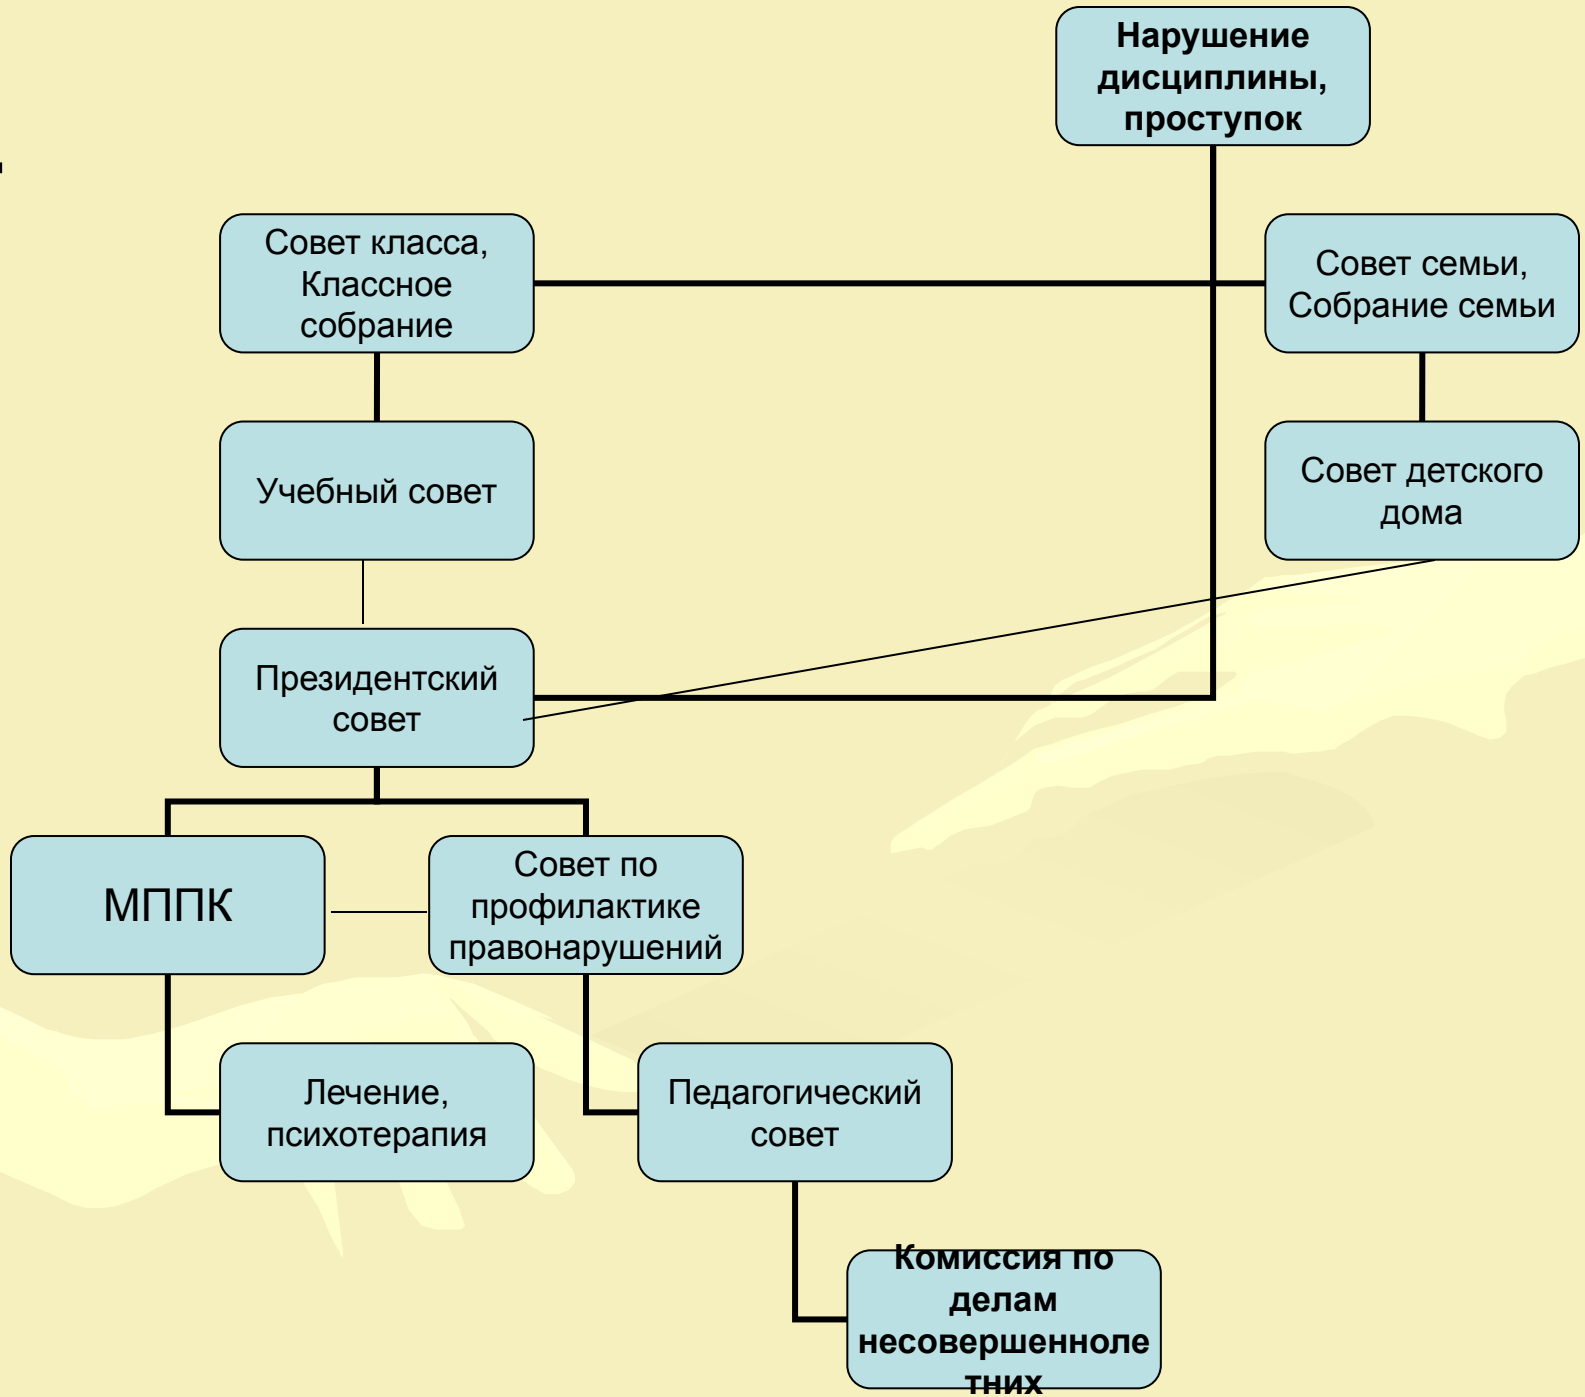 Нарушение
дисциплины,
проступок
Совет класса,
Классное
собрание
Совет семьи,
Собрание семьи
Учебный совет
Совет детского
дома
Президентский
совет
МППК
Совет по
профилактике
правонарушений
Лечение,
психотерапия
Педагогический
совет
Комиссия по
делам
несовершенноле
тних